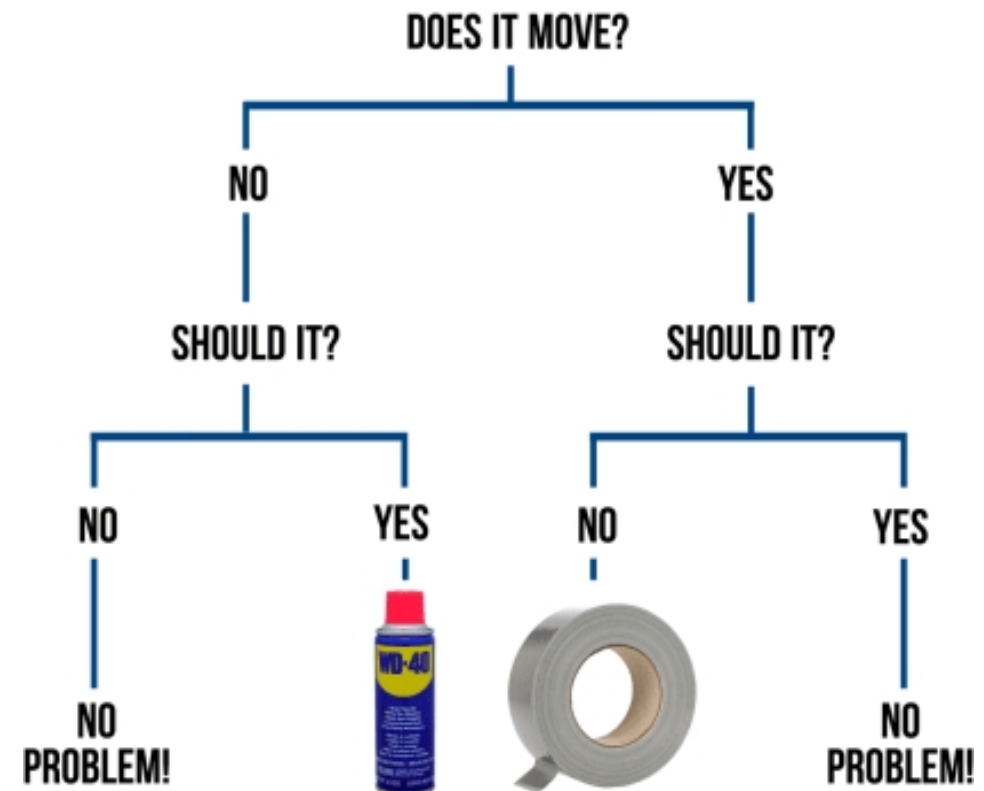 DOES IT MOVE?
NO
YES
SHOULD IT?
SHOULD IT?
NO
YES
NO
YES
WD-40
NO
PROBLEM!
NO
PROBLEM!